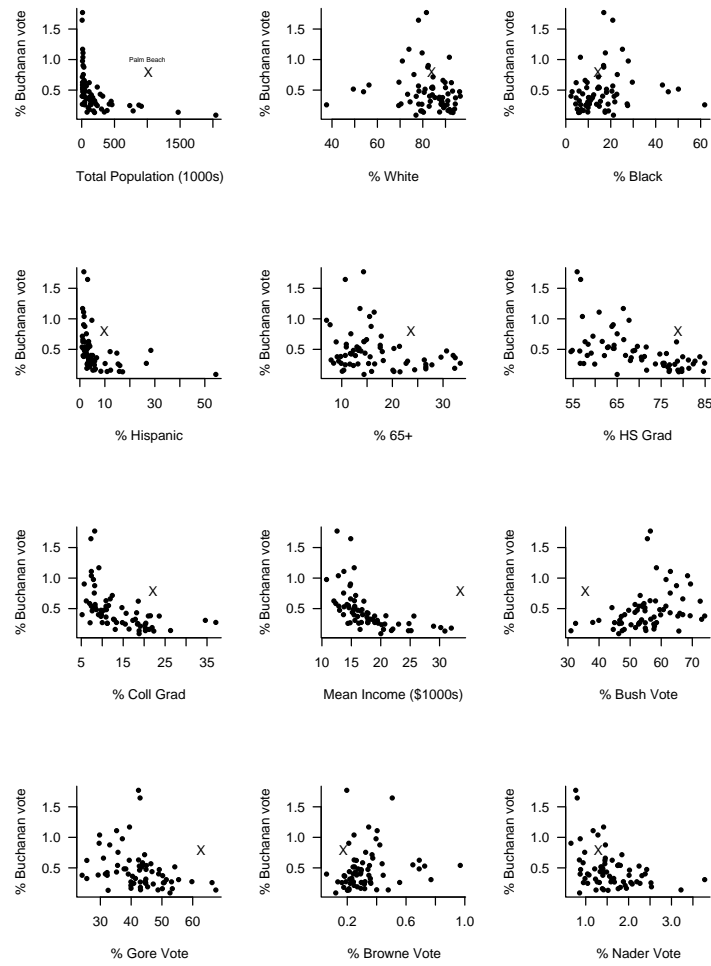 % Buchanan vote
1.5
1.0
0.5
Palm Beach
X
0 500 1500
Total Population (1000s)
% Buchanan vote
1.5
1.0
0.5
X
40 60 80
% White
% Buchanan vote
1.5
1.0
0.5
X
0 20 40 60
% Black
% Buchanan vote
1.5
1.0
0.5
X
0 10 30 50
% Hispanic
% Buchanan vote
1.5
1.0
0.5
X
10 20 30
% 65+
% Buchanan vote
1.5
1.0
0.5
X
55 65 75 85
% HS Grad
% Buchanan vote
1.5
1.0
0.5
X
5 15 25 35
% Coll Grad
% Buchanan vote
1.5
1.0
0.5
X
10 15 20 25 30
Mean Income ($1000s)
% Buchanan vote
1.5
1.0
0.5
X
30 40 50 60 70
% Bush Vote
% Buchanan vote
1.5
1.0
0.5
X
30 40 50 60
% Gore Vote
% Buchanan vote
1.5
1.0
0.5
X
0.2 0.6 1.0
% Browne Vote
% Buchanan vote
1.5
1.0
0.5
X
1.0 2.0 3.0
% Nader Vote